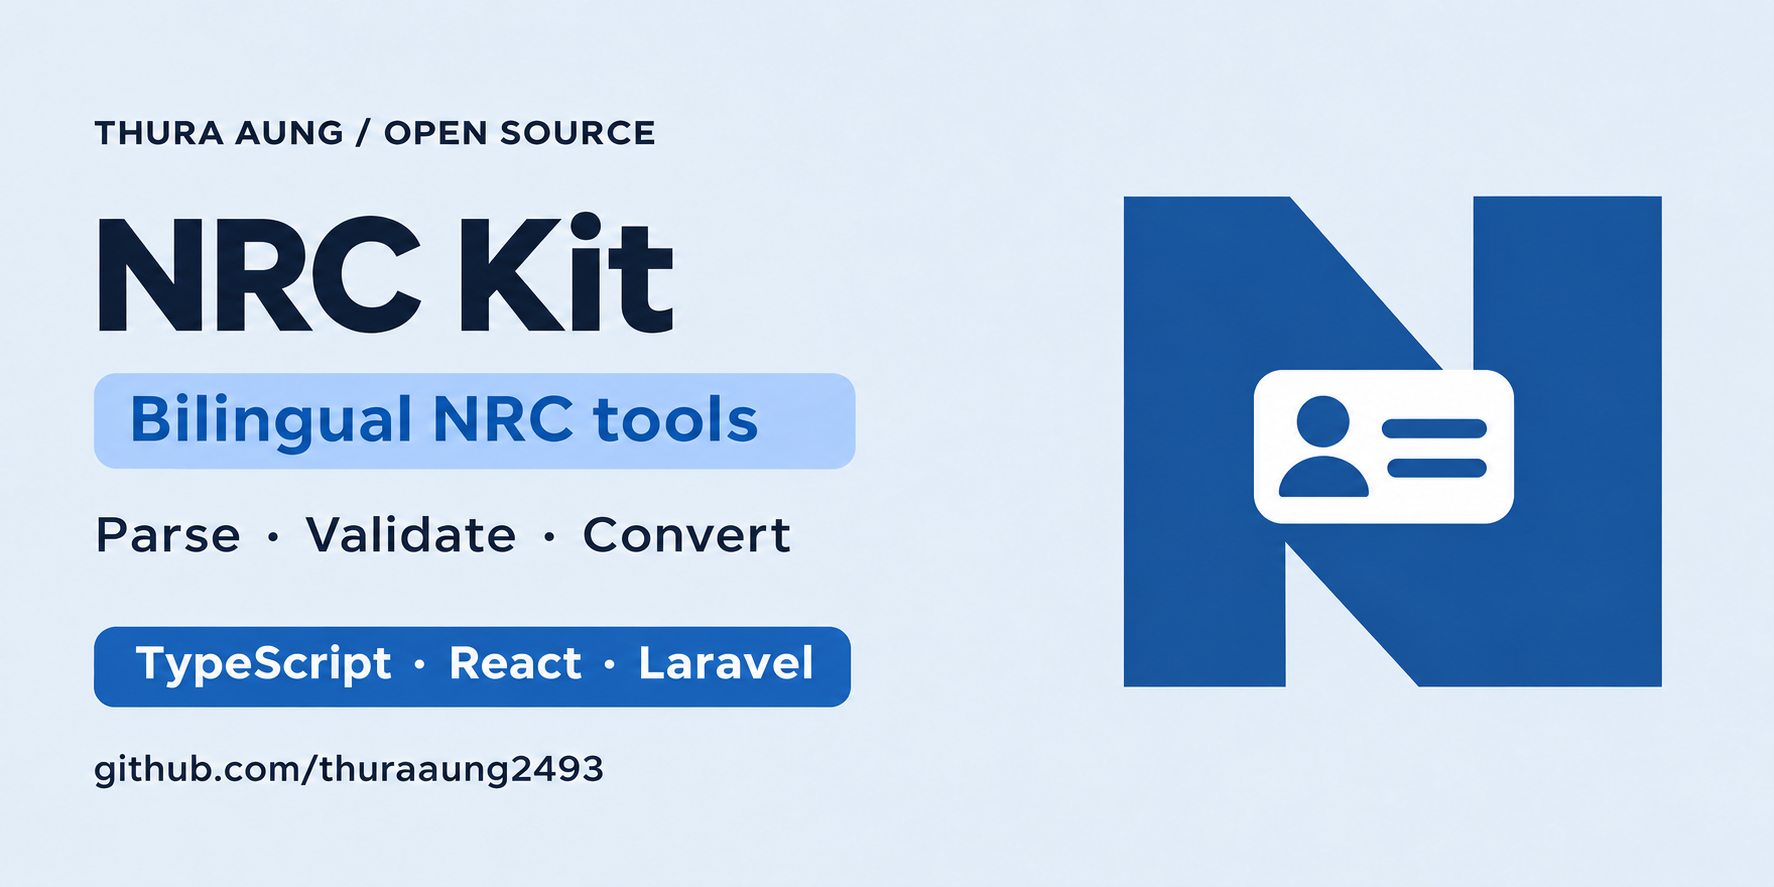 THURA AUNG / OPEN SOURCE
NRC Kit
Bilingual NRC tools
Parse · Validate · Convert
TypeScript · React · Laravel
github.com/thuraaung2493